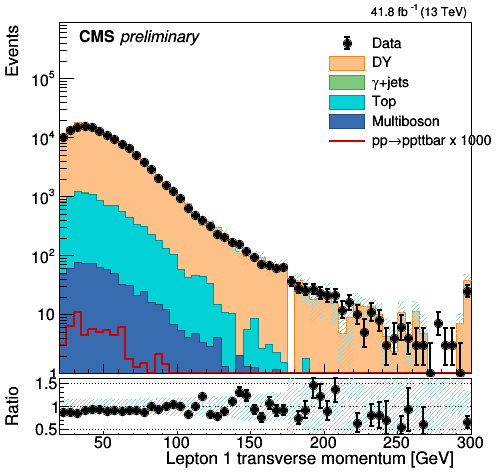 41.8 fb⁻¹ (13 TeV)
CMS preliminary
Events
Data
DY
γ+jets
Top
Multiboson
pp→ppttbar x 1000
10⁵
10⁴
10³
10²
10
1
Ratio
1.5
1
0.5
50 100 150 200 250 300
Lepton 1 transverse momentum [GeV]